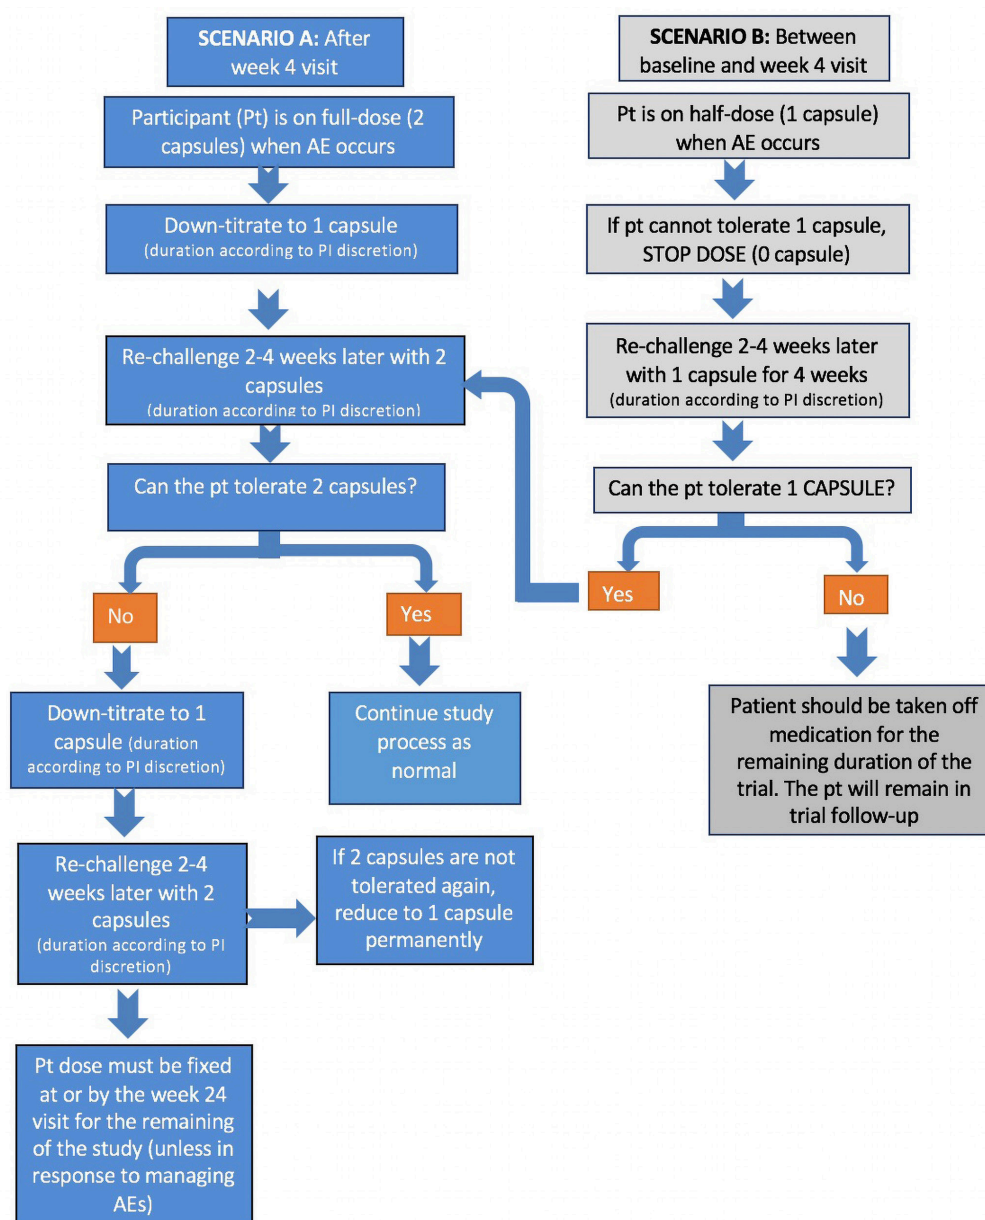 SCENARIO A: After
week 4 visit
Participant (Pt) is on full-dose (2
capsules) when AE occurs
Down-titrate to 1 capsule
(duration according to PI discretion)
Re-challenge 2-4 weeks later with 2
capsules
(duration according to PI discretion)
Can the pt tolerate 2 capsules?
No
Yes
Down-titrate to 1
capsule (duration
according to PI discretion)
Continue study
process as
normal
Re-challenge 2-4
weeks later with 2
capsules
(duration according to PI
discretion)
If 2 capsules are not
tolerated again,
reduce to 1 capsule
permanently
Pt dose must be fixed
at or by the week 24
visit for the remaining
of the study (unless in
response to managing
AEs)
SCENARIO B: Between
baseline and week 4 visit
Pt is on half-dose (1 capsule)
when AE occurs
If pt cannot tolerate 1 capsule,
STOP DOSE (0 capsule)
Re-challenge 2-4 weeks later
with 1 capsule for 4 weeks
(duration according to PI discretion)
Can the pt tolerate 1 CAPSULE?
Yes
No
Patient should be taken off
medication for the
remaining duration of the
trial. The pt will remain in
trial follow-up